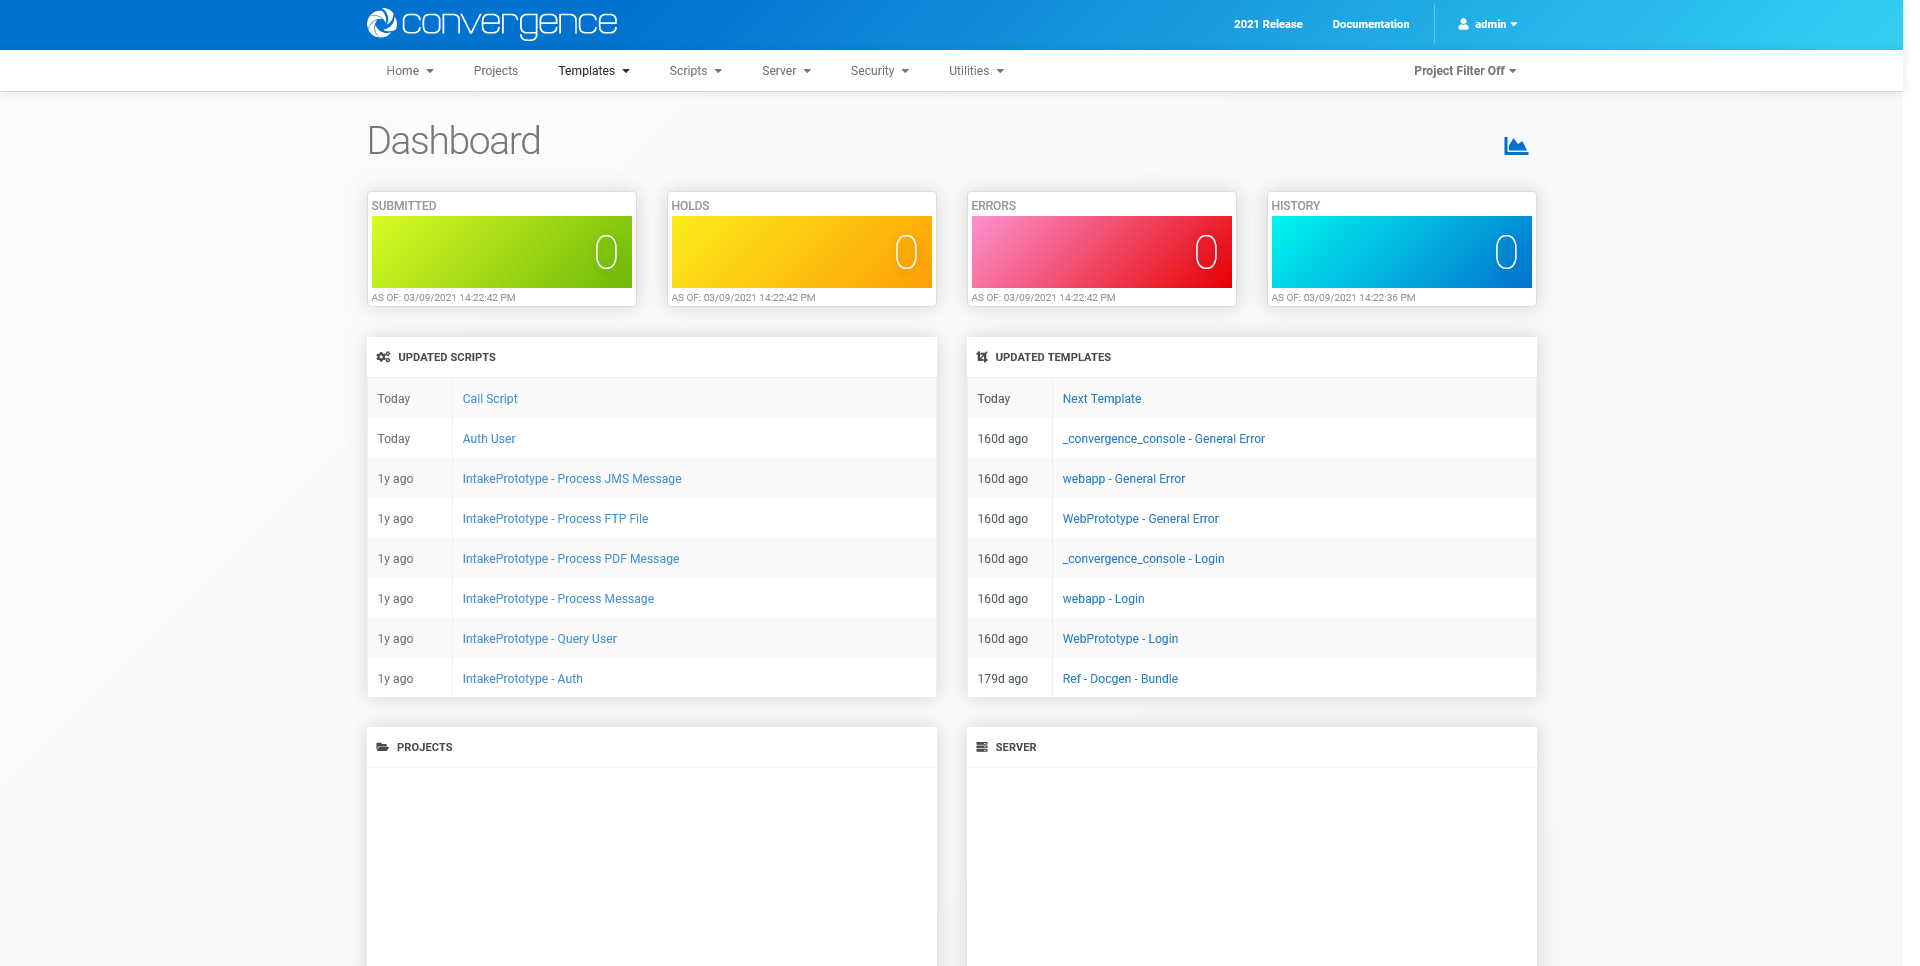 convergence
2021 Release Documentation admin
Home Projects Templates Scripts Server Security Utilities Project Filter Off
Dashboard
SUBMITTED
0
AS OF: 03/09/2021 14:22:42 PM
HOLDS
0
AS OF: 03/09/2021 14:22:42 PM
ERRORS
0
AS OF: 03/09/2021 14:22:42 PM
HISTORY
0
AS OF: 03/09/2021 14:22:36 PM
UPDATED SCRIPTS
Today Call Script
Today Auth User
1y ago IntakePrototype - Process JMS Message
1y ago IntakePrototype - Process FTP File
1y ago IntakePrototype - Process PDF Message
1y ago IntakePrototype - Process Message
1y ago IntakePrototype - Query User
1y ago IntakePrototype - Auth
UPDATED TEMPLATES
Today Next Template
160d ago _convergence_console - General Error
160d ago webapp - General Error
160d ago WebPrototype - General Error
160d ago _convergence_console - Login
160d ago webapp - Login
160d ago WebPrototype - Login
179d ago Ref - Docgen - Bundle
PROJECTS
SERVER